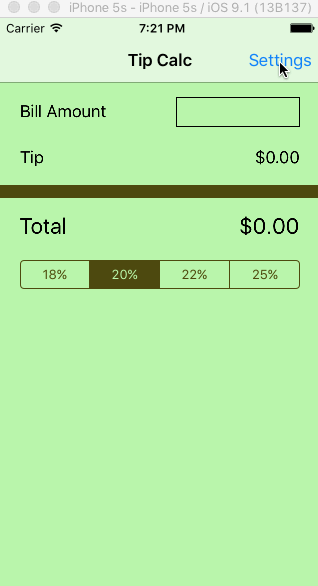 iPhone 5s - iPhone 5s / iOS 9.1 (13B137)
Carrier 7:21 PM
Tip Calc Settings
Bill Amount
Tip $0.00
Total $0.00
18% 20% 22% 25%